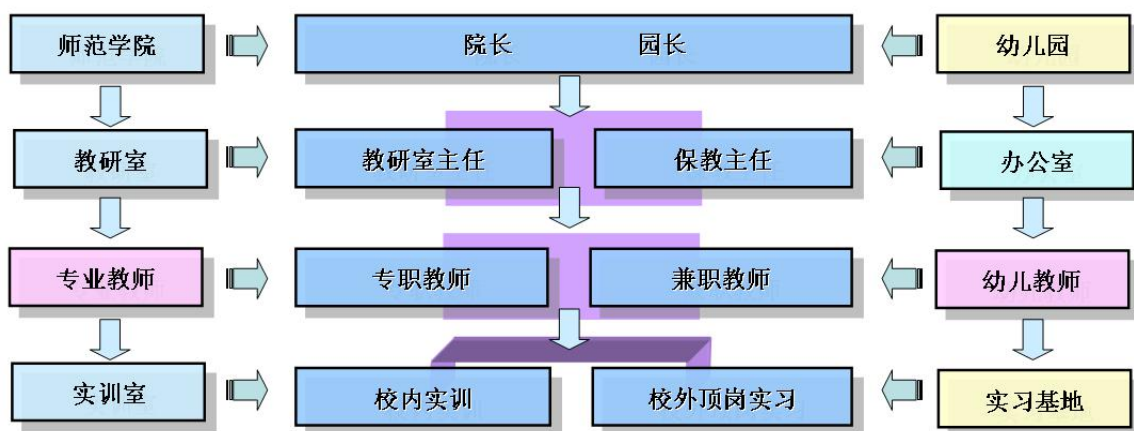 师范学院 院长 园长 幼儿园
教研室 教研室主任 保教主任 办公室
专业教师 专职教师 兼职教师 幼儿教师
实训室 校内实训 校外顶岗实习 实习基地